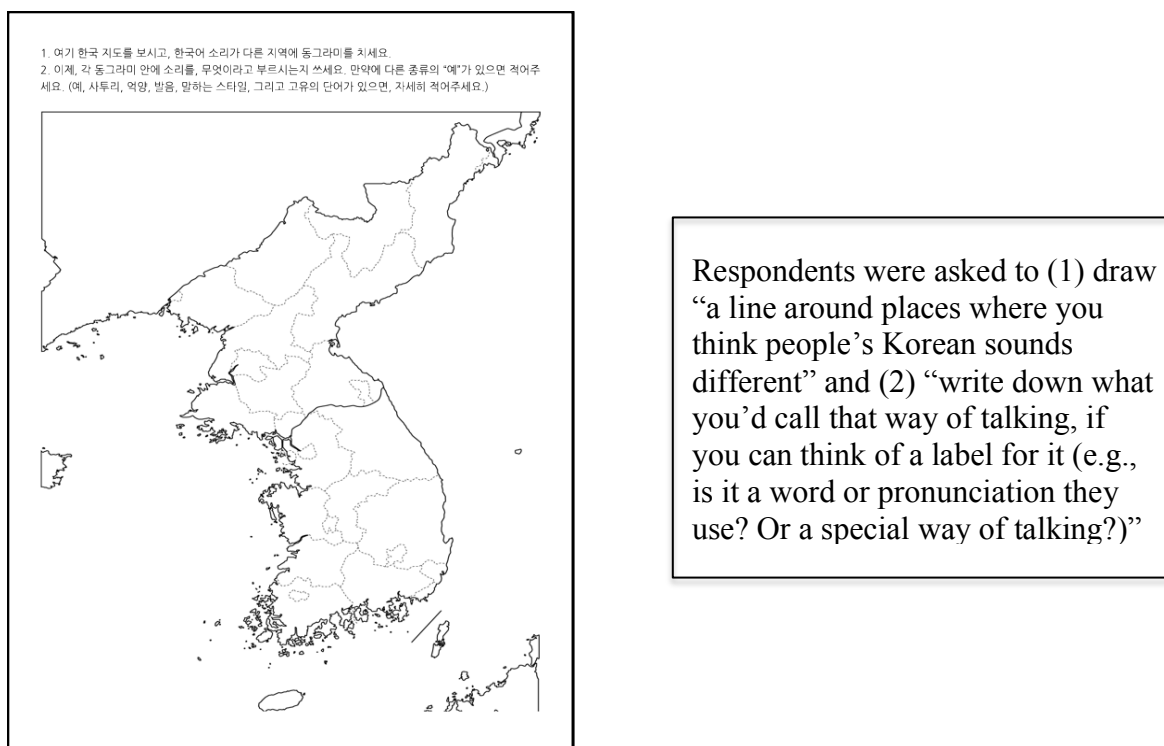 1. 여기 한국 지도를 보시고, 한국어 소리가 다른 지역에 동그라미를 치세요.
2. 이제, 각 동그라미 안에 소리를, 무엇이라고 부르시는지 쓰세요. 만약에 다른 종류의 “예”가 있으면 적어주
세요. (예, 사투리, 억양, 발음, 말하는 스타일, 그리고 고유의 단어가 있으면, 자세히 적어주세요.)
Respondents were asked to (1) draw
“a line around places where you
think people’s Korean sounds
different” and (2) “write down what
you’d call that way of talking, if
you can think of a label for it (e.g.,
is it a word or pronunciation they
use? Or a special way of talking?)”